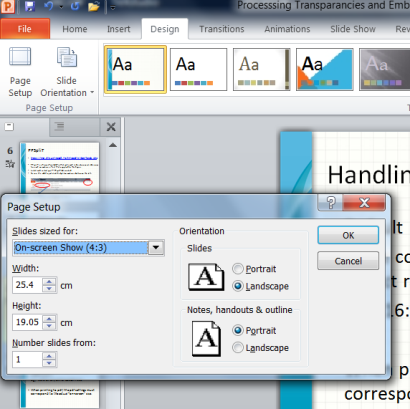 Processsing Transparancies and Emb
File Home Insert Design Transitions Animations Slide Show Rev
Page Setup
Slide Orientation
Aa Aa Aa Aa Aa
Page Setup
6
Handlin
Page Setup
Slides sized for:
On-screen Show (4:3)
Width:
25.4 cm
Height:
19.05 cm
Number slides from:
1
Orientation
Slides
A
Portrait
Landscape
Notes, handouts & outline
A
Portrait
Landscape
OK
Cancel
lt
co
t r
.6:
p
correspo